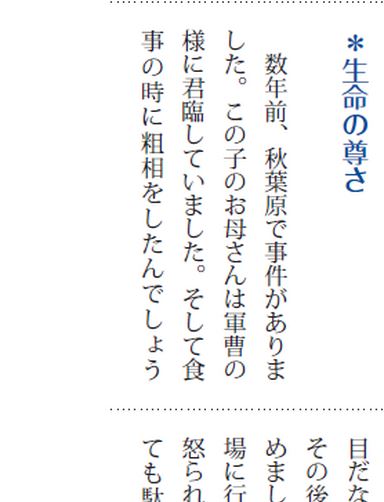 ＊生命の尊さ
数年前、秋葉原で事件がありま
した。この子のお母さんは軍曹の
様に君臨していました。そして食
事の時に粗相をしたんでしょう
目だな
その後
めまし
場に行
怒られ
ても駄